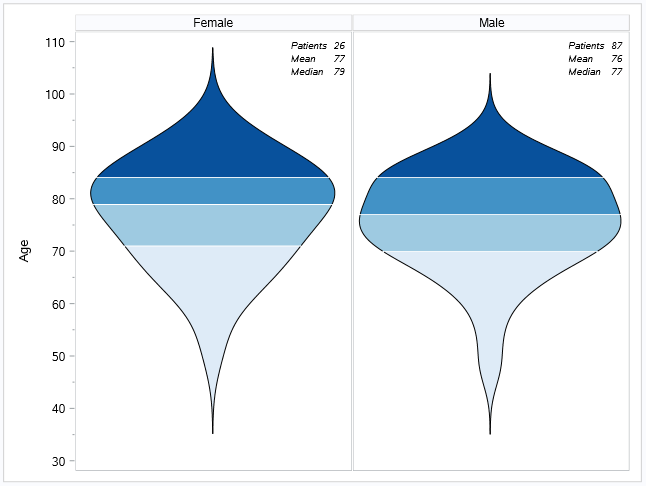 Female
Male
Patients 26
Mean 77
Median 79
Patients 87
Mean 76
Median 77
Age
110
100
90
80
70
60
50
40
30